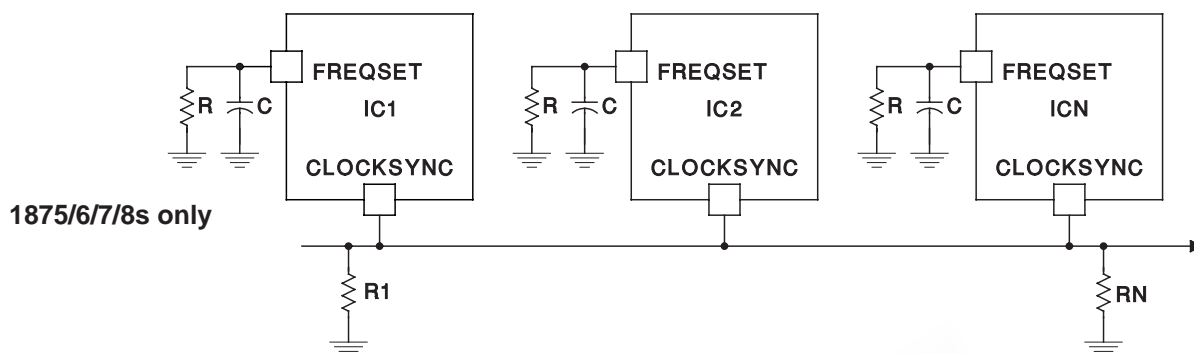 FREQSET
R
C
IC1
CLOCKSYNC
FREQSET
R
C
IC2
CLOCKSYNC
FREQSET
R
C
ICN
CLOCKSYNC
1875/6/7/8s only
R1
RN